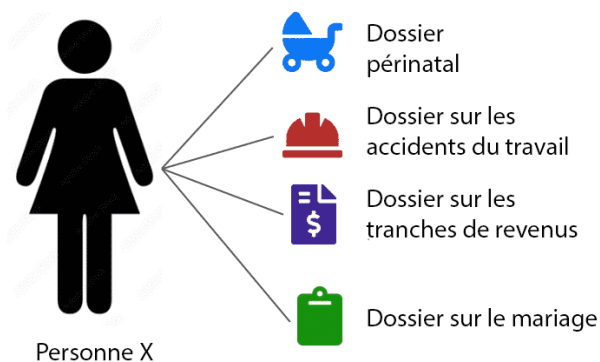 Dossier
périnatal
Dossier sur les
accidents du travail
Dossier sur les
tranches de revenus
$
Dossier sur le mariage
Personne X